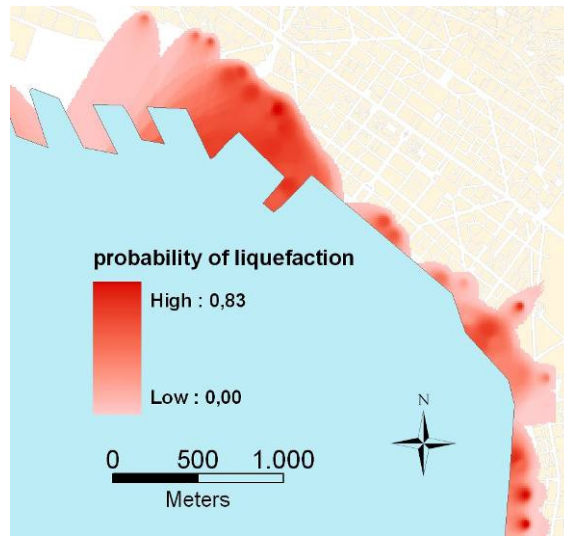 probability of liquefaction
High : 0,83
Low : 0,00
N
0 500 1.000
Meters